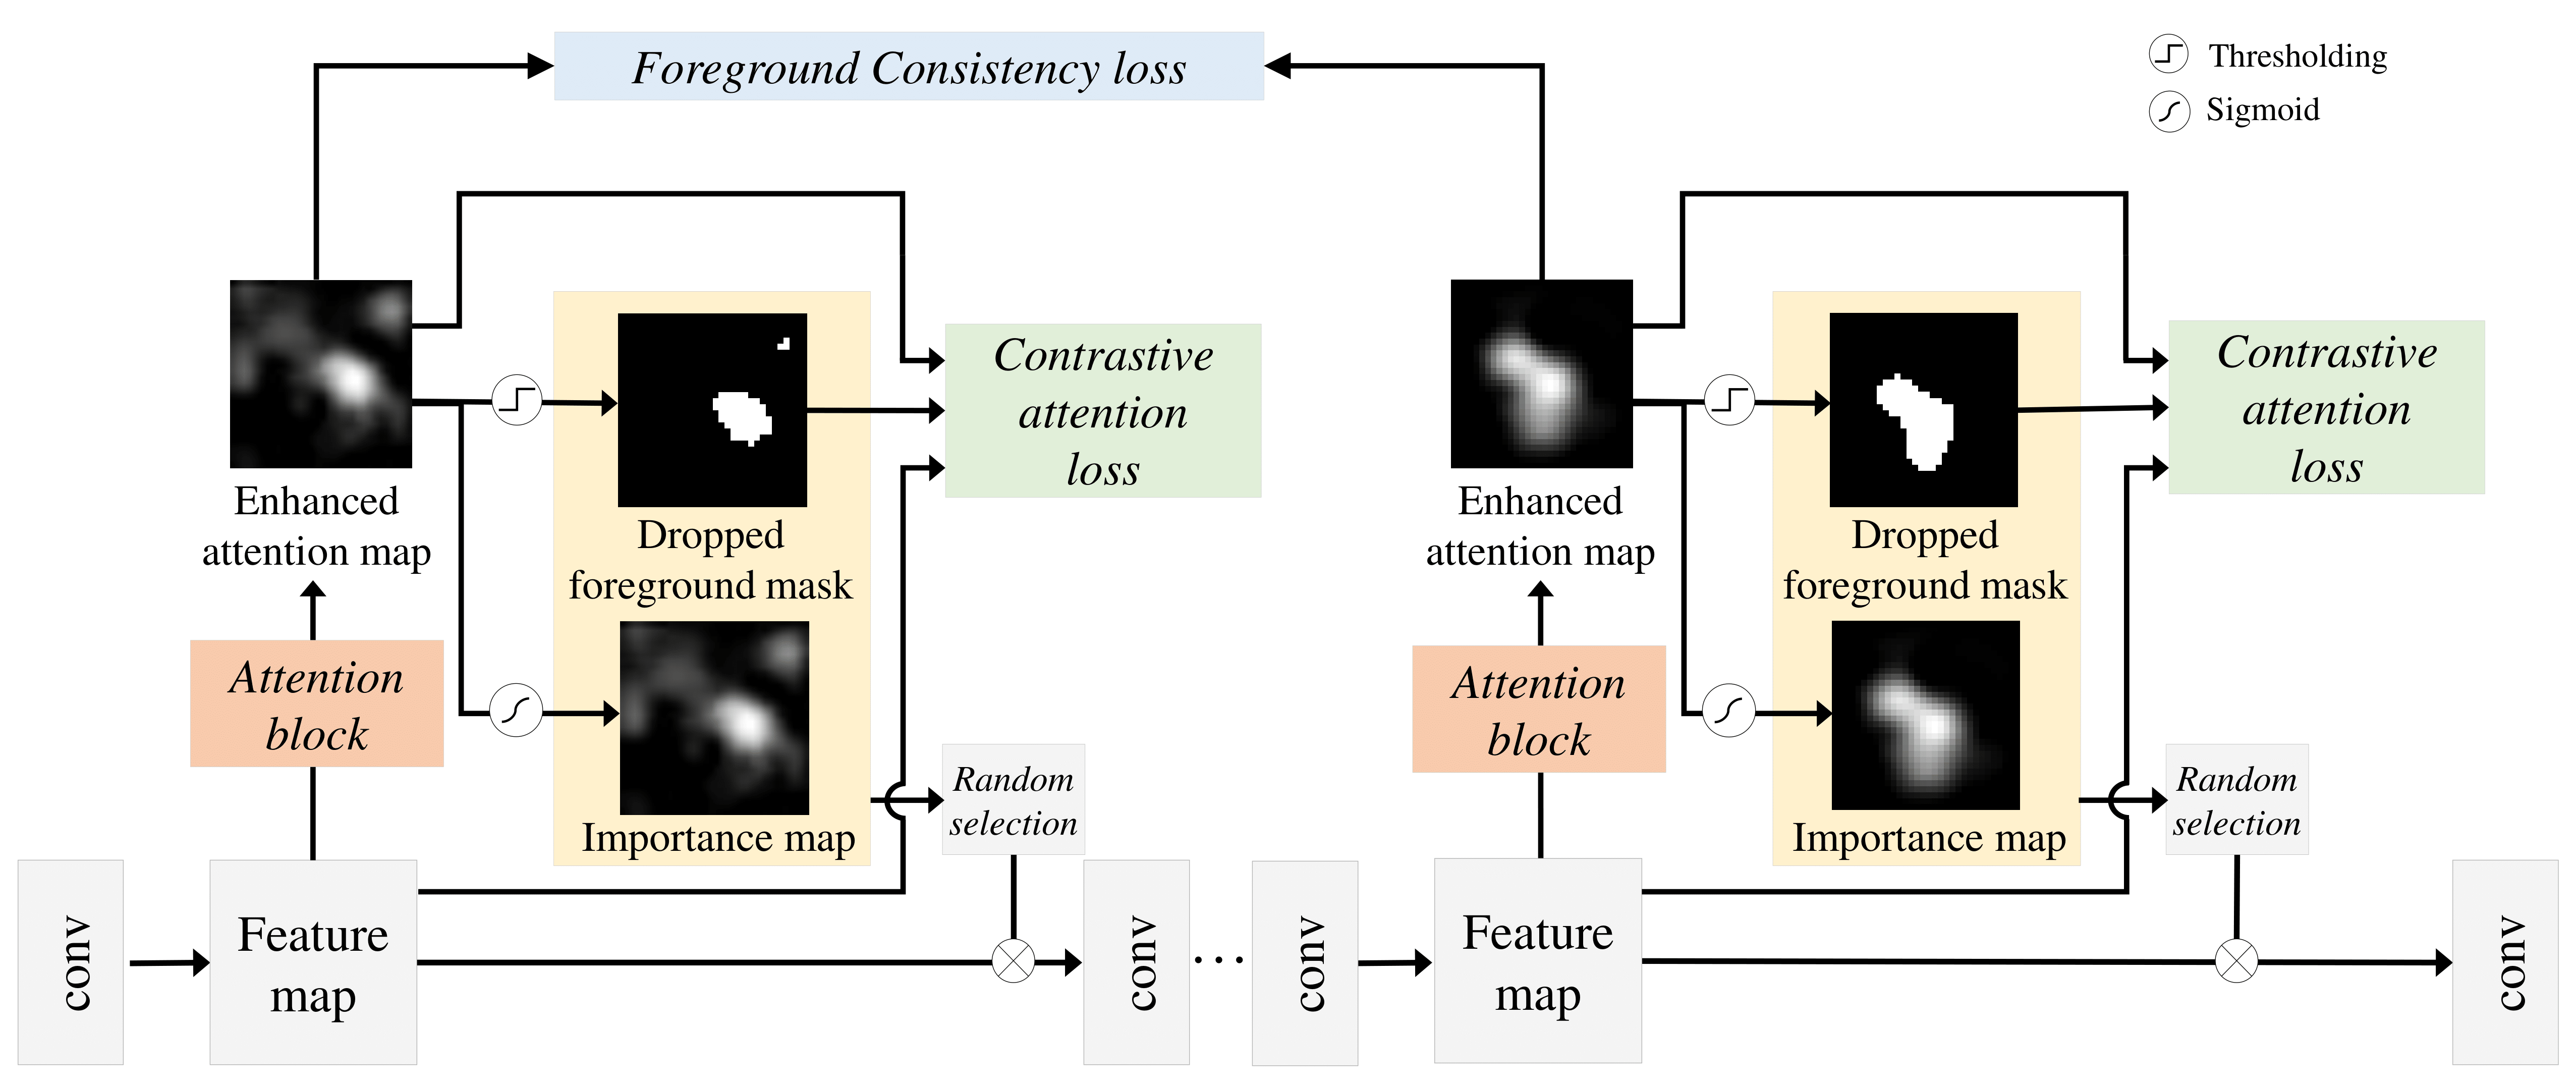 Foreground Consistency loss
Thresholding
Sigmoid
Enhanced
attention map
Dropped
foreground mask
Importance map
Contrastive
attention
loss
Attention
block
Random
selection
conv
Feature
map
conv
...
conv
Enhanced
attention map
Dropped
foreground mask
Importance map
Contrastive
attention
loss
Attention
block
Random
selection
Feature
map
conv